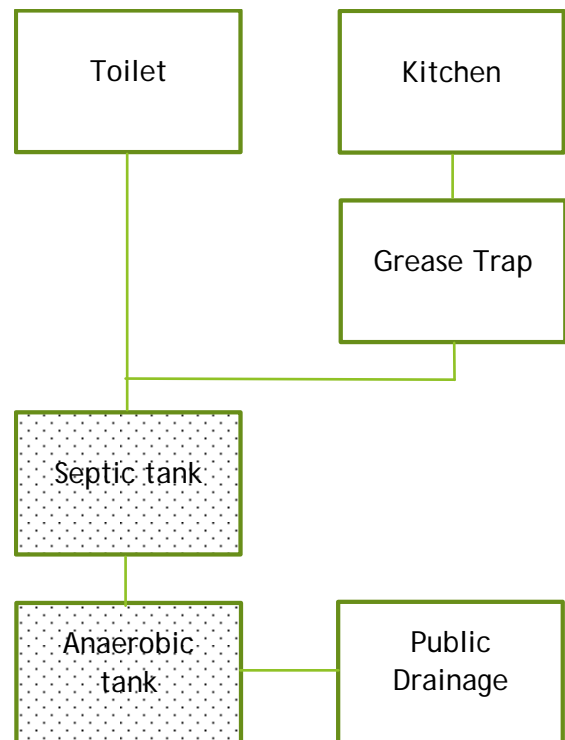 Toilet
Kitchen
Grease Trap
Septic tank
Anaerobic
tank
Public
Drainage